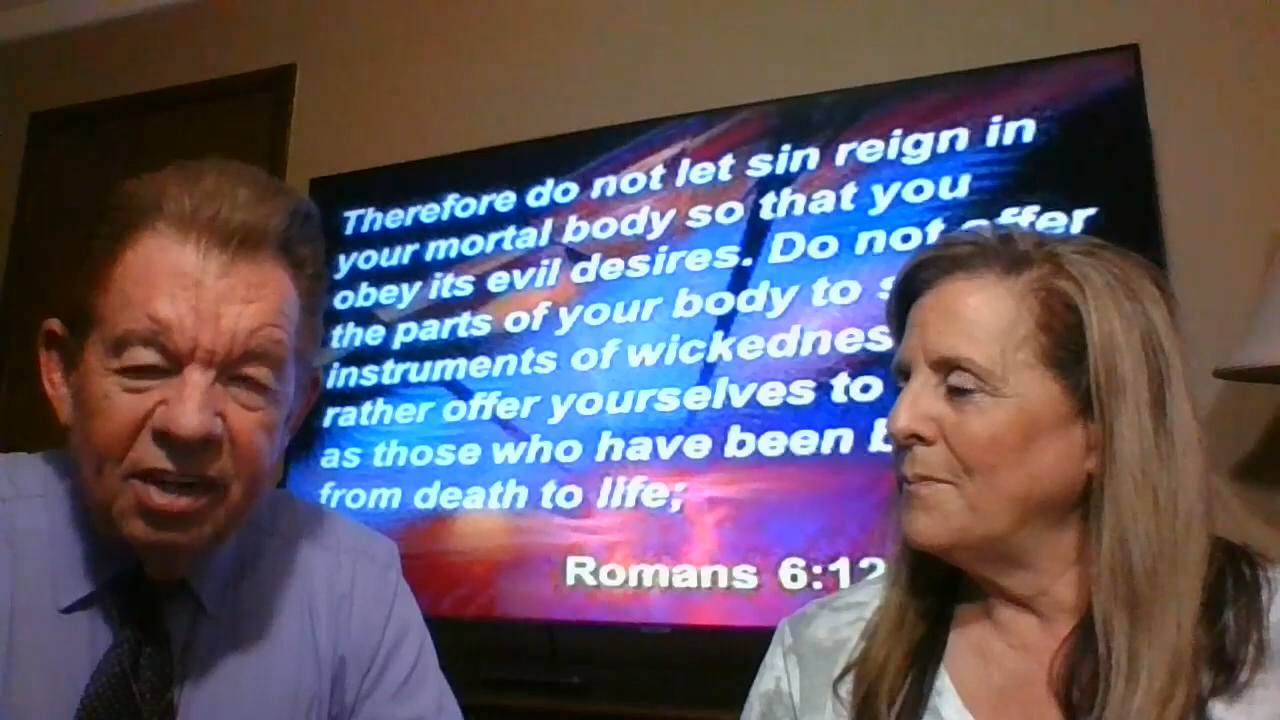 Therefore do not let sin reign in
your mortal body so that you
obey its evil desires. Do not offer
the parts of your body to
instruments of wickedness
rather offer yourselves to
as those who have been
from death to life;
Romans 6:12